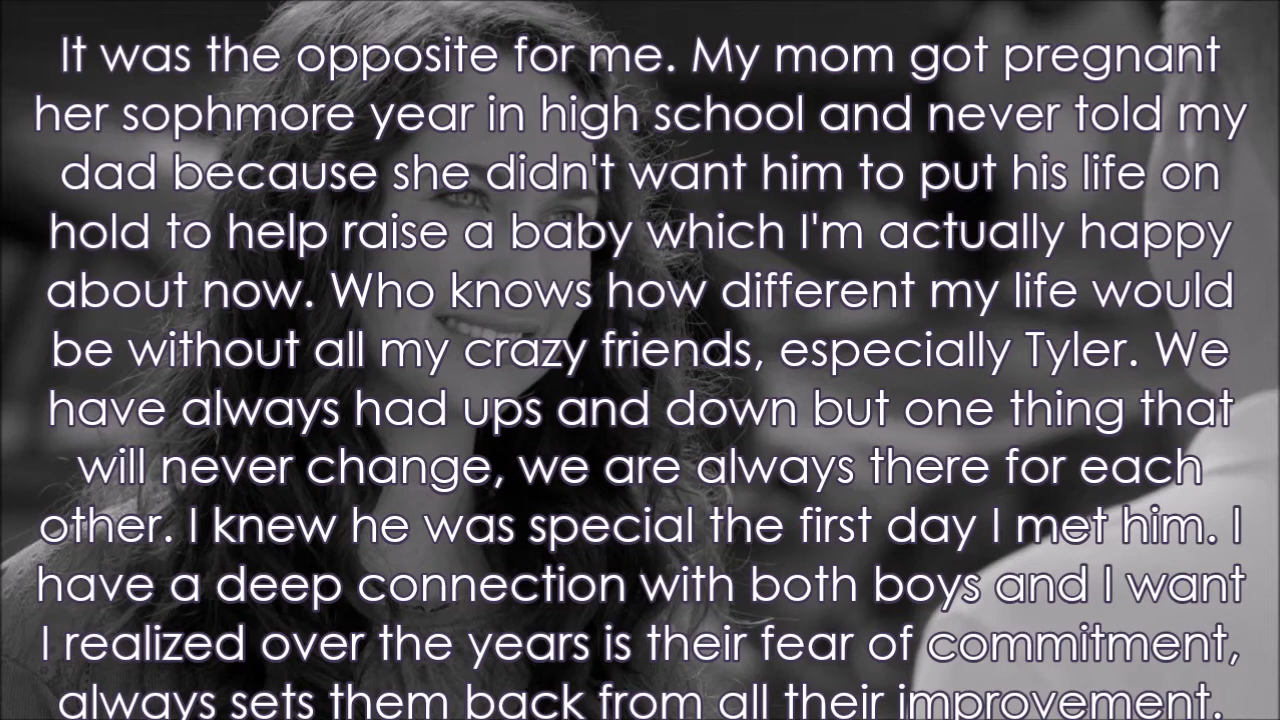 It was the opposite for me. My mom got pregnant
her sophmore year in high school and never told my
dad because she didn't want him to put his life on
hold to help raise a baby which I'm actually happy
about now. Who knows how different my life would
be without all my crazy friends, especially Tyler. We
have always had ups and down but one thing that
will never change, we are always there for each
other. I knew he was special the first day I met him. I
have a deep connection with both boys and I want
I realized over the years is their fear of commitment,
always sets them back from all their improvement.